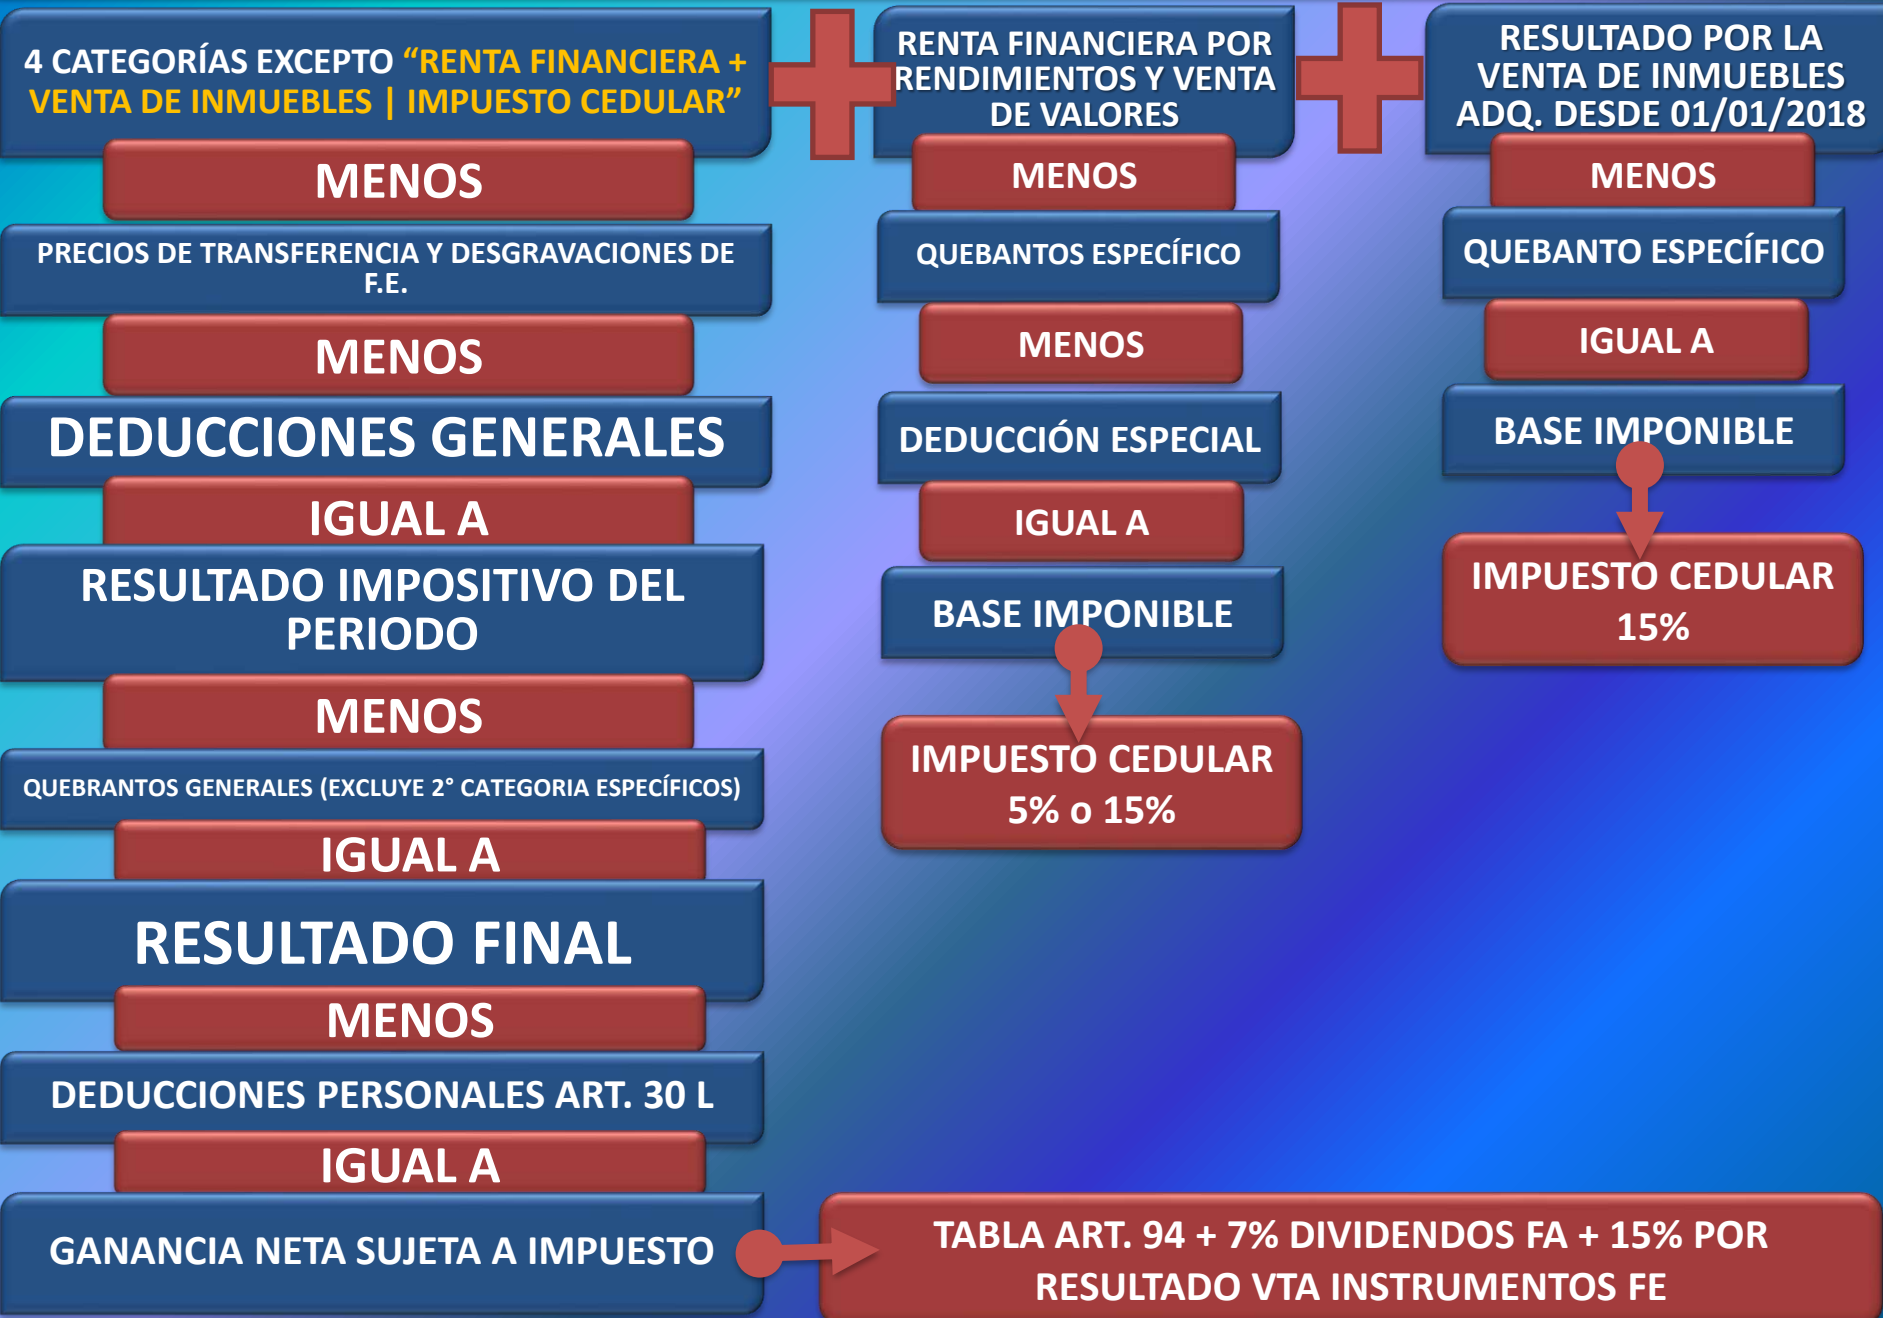 4 CATEGORÍAS EXCEPTO “RENTA FINANCIERA +
VENTA DE INMUEBLES | IMPUESTO CEDULAR”
MENOS
PRECIOS DE TRANSFERENCIA Y DESGRAVACIONES DE
F.E.
MENOS
DEDUCCIONES GENERALES
IGUAL A
RESULTADO IMPOSITIVO DEL
PERIODO
MENOS
QUEBRANTOS GENERALES (EXCLUYE 2° CATEGORIA ESPECÍFICOS)
IGUAL A
RESULTADO FINAL
MENOS
DEDUCCIONES PERSONALES ART. 30 L
IGUAL A
GANANCIA NETA SUJETA A IMPUESTO
TABLA ART. 94 + 7% DIVIDENDOS FA + 15% POR
RESULTADO VTA INSTRUMENTOS FE
RENTA FINANCIERA POR
RENDIMIENTOS Y VENTA
DE VALORES
MENOS
QUEBANTOS ESPECÍFICO
MENOS
DEDUCCIÓN ESPECIAL
IGUAL A
BASE IMPONIBLE
IMPUESTO CEDULAR
5% o 15%
RESULTADO POR LA
VENTA DE INMUEBLES
ADQ. DESDE 01/01/2018
MENOS
QUEBANTO ESPECÍFICO
IGUAL A
BASE IMPONIBLE
IMPUESTO CEDULAR
15%